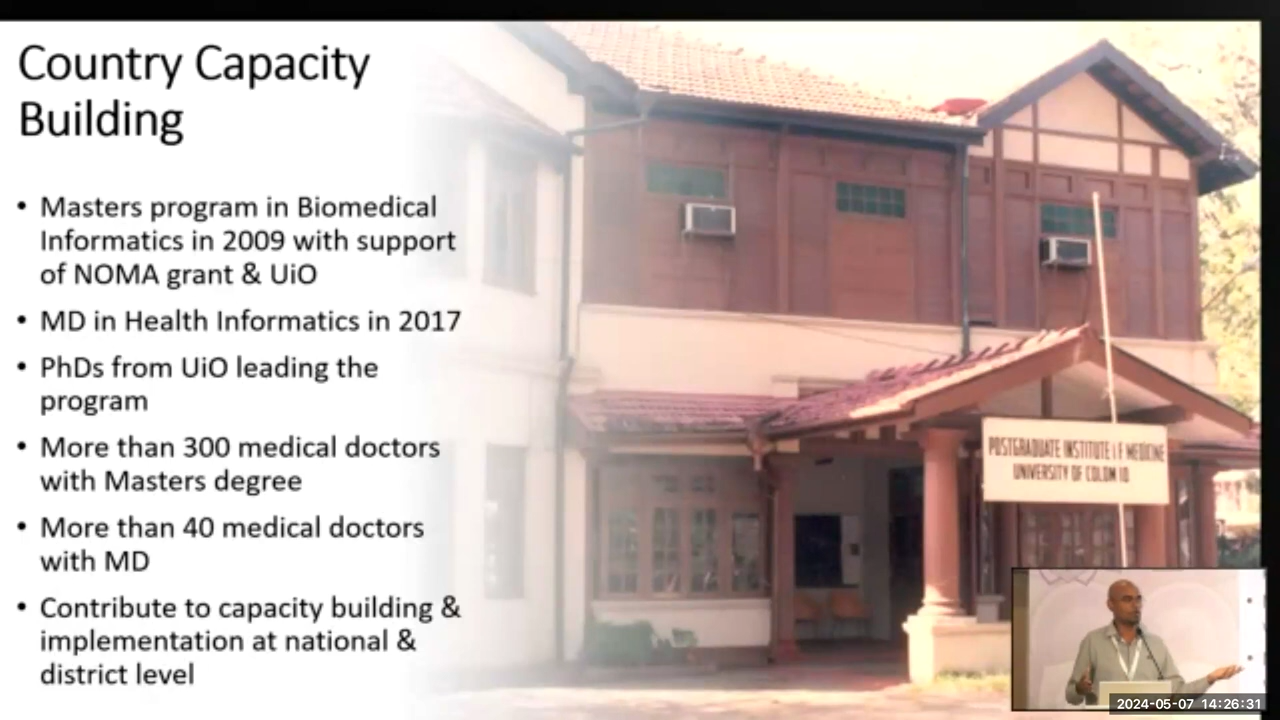 Country Capacity
Building
• Masters program in Biomedical
Informatics in 2009 with support
of NOMA grant & UiO
• MD in Health Informatics in 2017
• PhDs from UiO leading the
program
• More than 300 medical doctors
with Masters degree
• More than 40 medical doctors
with MD
• Contribute to capacity building &
implementation at national &
district level
POSTGRADUATE INSTITUTE OF MEDICINE
UNIVERSITY OF COLOMBO
2024-05-07 14:26:31